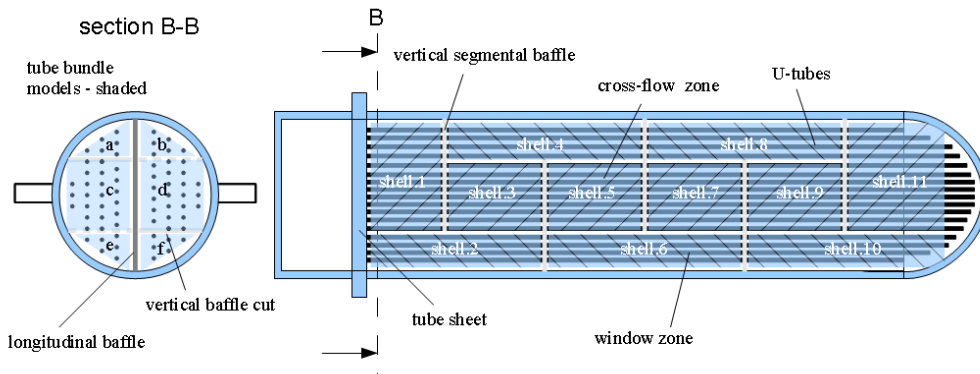 section B-B
B
tube bundle
models - shaded
vertical segmental baffle
cross-flow zone
U-tubes
a
b
c
d
e
f
shell.4
shell.8
shell.1
shell.3
shell.5
shell.7
shell.9
shell.11
shell.2
shell.6
shell.10
vertical baffle cut
longitudinal baffle
tube sheet
window zone
B